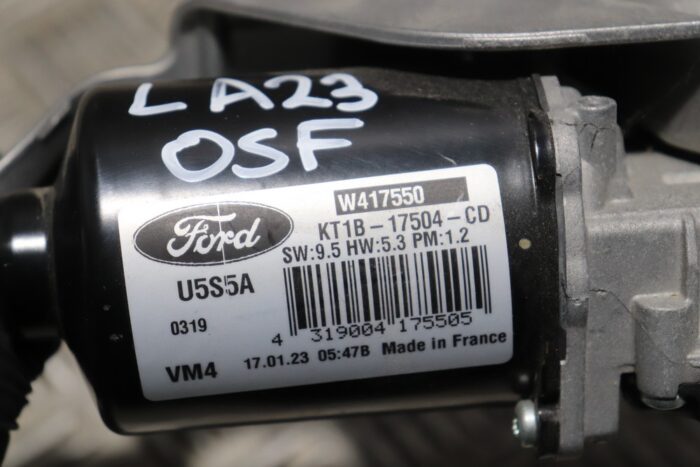 LA23
OSF
W417550
Ford
KT1B-17504-CD
SW:9.5 HW:5.3 PM:1.2
U5S5A
0319
4 319004 175505
VM4
17.01.23 05:47B Made in France